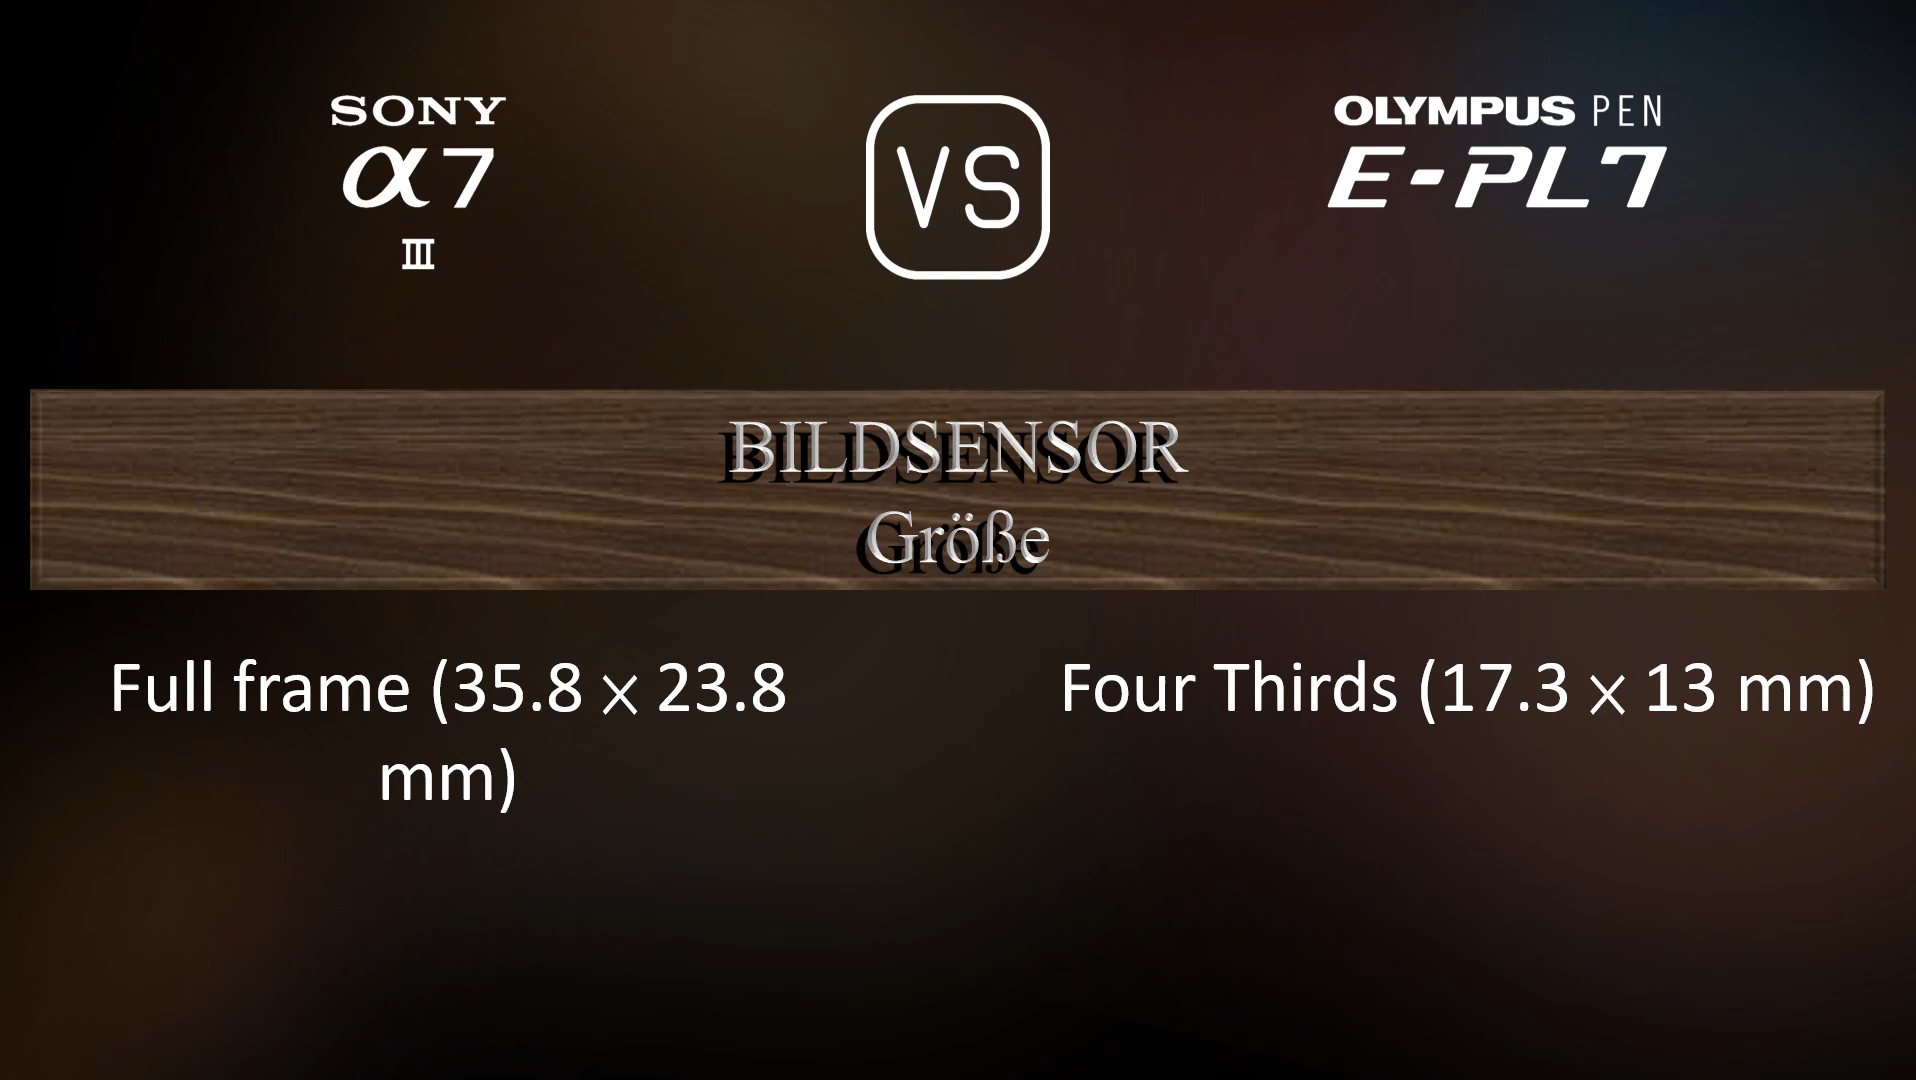 SONY
α7
III
VS
OLYMPUS PEN
E-PL7
BILDSENSOR
Größe
Full frame (35.8 x 23.8
mm)
Four Thirds (17.3 x 13 mm)